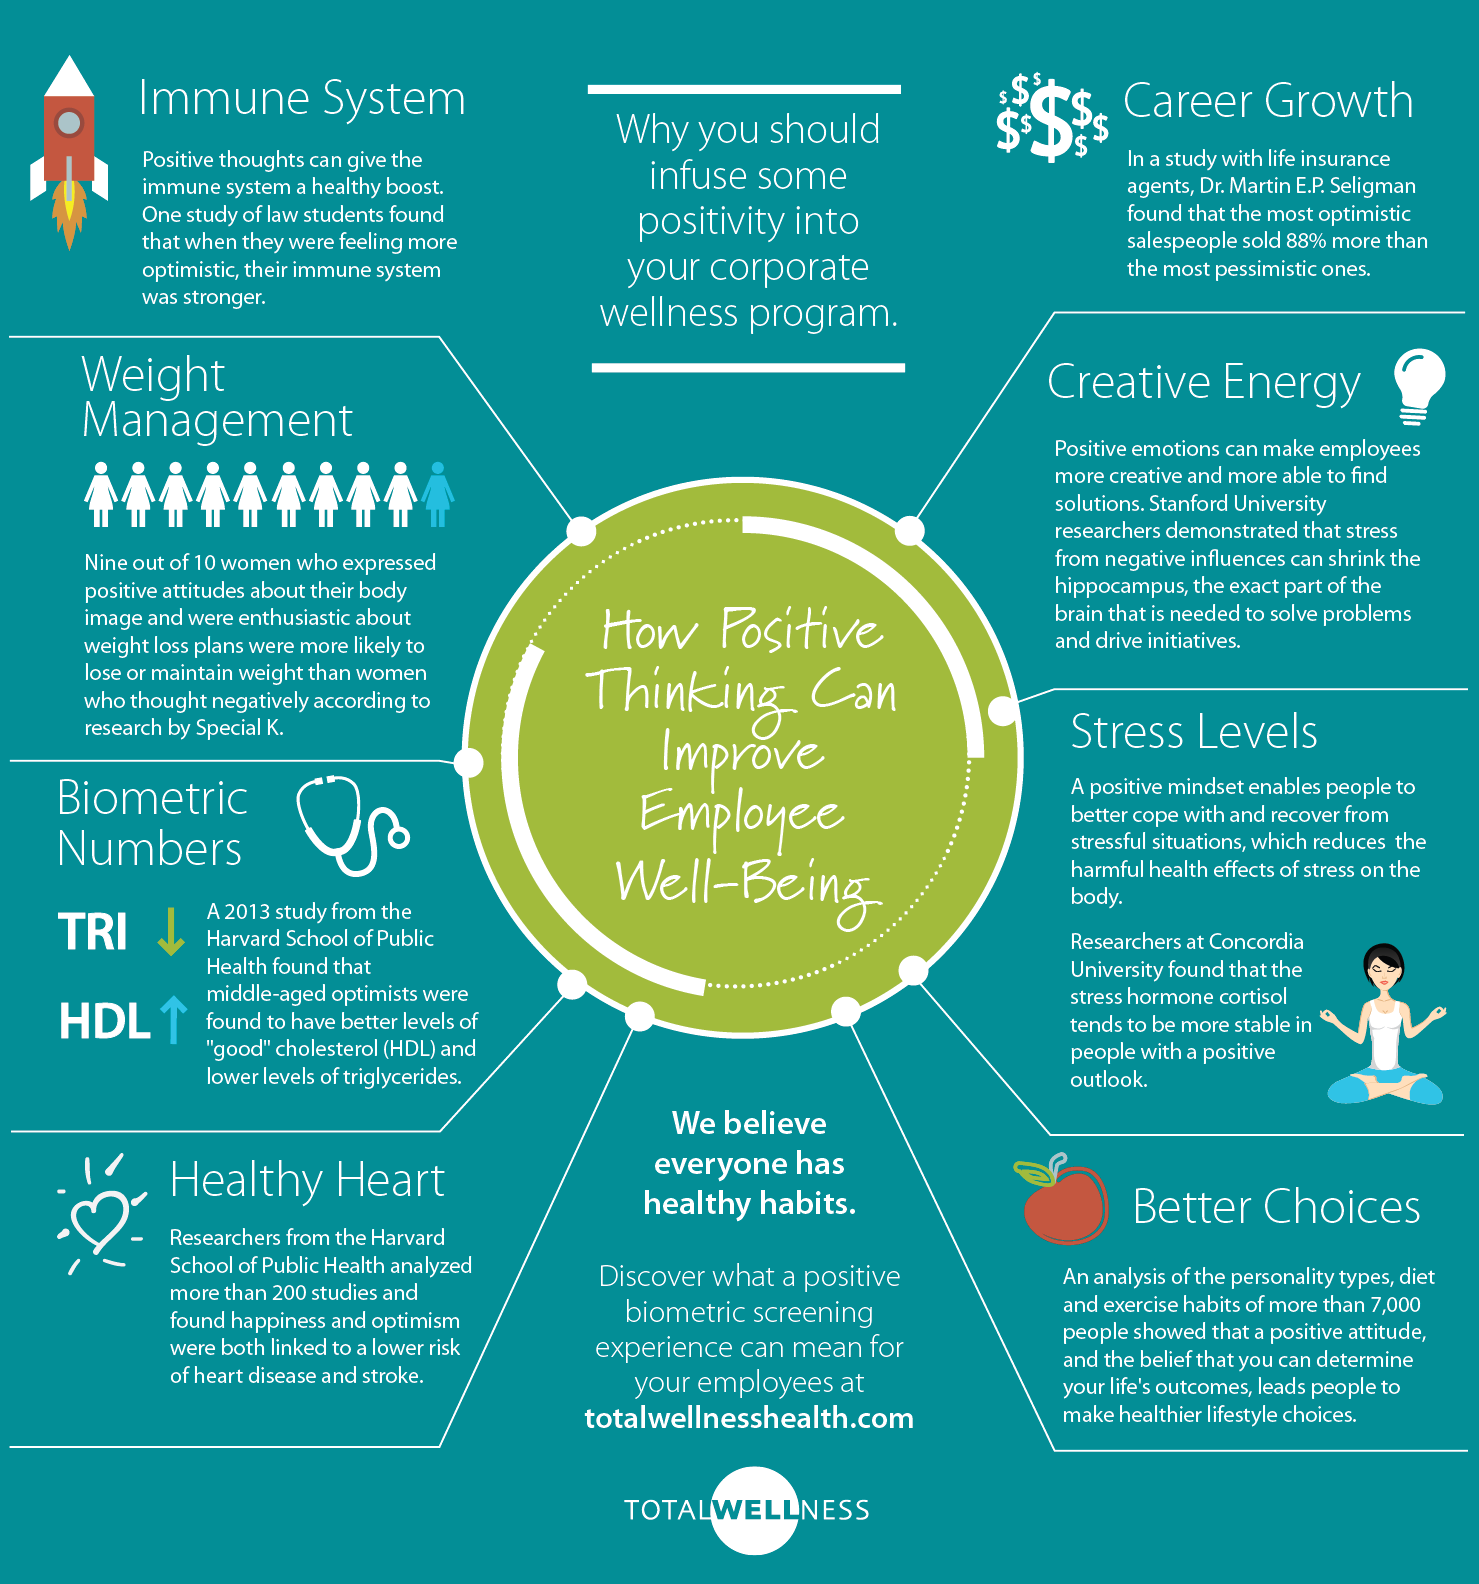 Immune System
Positive thoughts can give the
immune system a healthy boost.
One study of law students found
that when they were feeling more
optimistic, their immune system
was stronger.
Why you should
infuse some
positivity into
your corporate
wellness program.
Career Growth
In a study with life insurance
agents, Dr. Martin E.P. Seligman
found that the most optimistic
salespeople sold 88% more than
the most pessimistic ones.
Weight
Management
Nine out of 10 women who expressed
positive attitudes about their body
image and were enthusiastic about
weight loss plans were more likely to
lose or maintain weight than women
who thought negatively according to
research by Special K.
Creative Energy
Positive emotions can make employees
more creative and more able to find
solutions. Stanford University
researchers demonstrated that stress
from negative influences can shrink the
hippocampus, the exact part of the
brain that is needed to solve problems
and drive initiatives.
How Positive
Thinking Can
Improve
Employee
Well-Being
Biometric
Numbers
TRI
HDL
A 2013 study from the
Harvard School of Public
Health found that
middle-aged optimists were
found to have better levels of
"good" cholesterol (HDL) and
lower levels of triglycerides.
Stress Levels
A positive mindset enables people to
better cope with and recover from
stressful situations, which reduces the
harmful health effects of stress on the
body.
Researchers at Concordia
University found that the
stress hormone cortisol
tends to be more stable in
people with a positive
outlook.
Healthy Heart
Researchers from the Harvard
School of Public Health analyzed
more than 200 studies and
found happiness and optimism
were both linked to a lower risk
of heart disease and stroke.
We believe
everyone has
healthy habits.
Discover what a positive
biometric screening
experience can mean for
your employees at
totalwellnesshealth.com
Better Choices
An analysis of the personality types, diet
and exercise habits of more than 7,000
people showed that a positive attitude,
and the belief that you can determine
your life's outcomes, leads people to
make healthier lifestyle choices.
TOTALWELLNESS
$ $ $ $ $ $ $ $ $ $